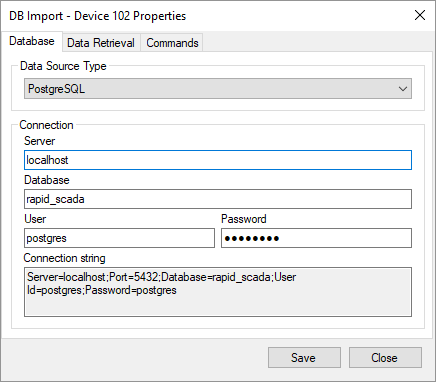 DB Import - Device 102 Properties
Database Data Retrieval Commands
Data Source Type
PostgreSQL
Connection
Server
localhost
Database
rapid_scada
User Password
postgres ●●●●●●●●
Connection string
Server=localhost;Port=5432;Database=rapid_scada;User
Id=postgres;Password=postgres
Save Close